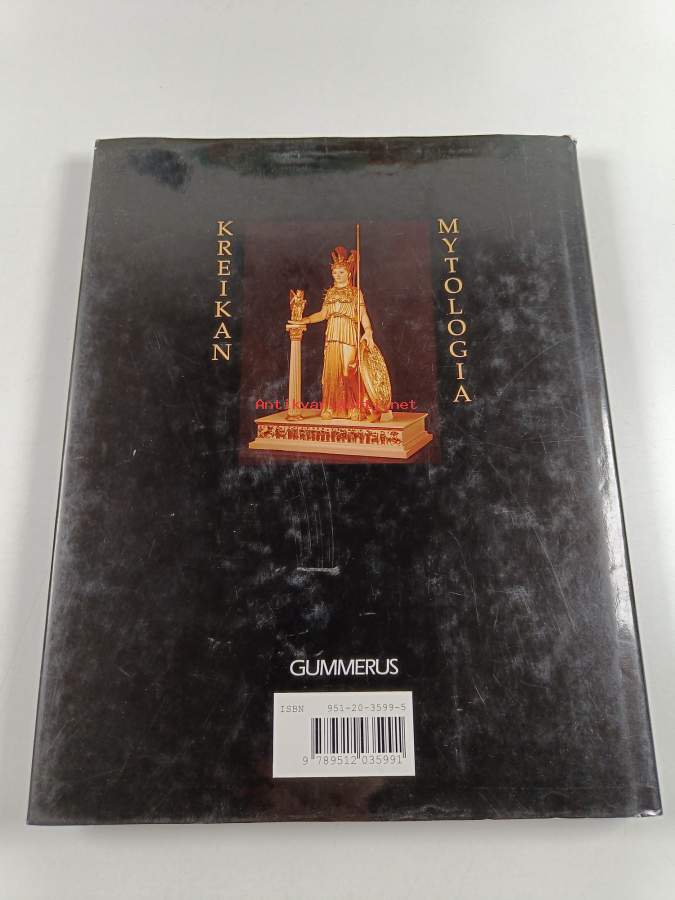 KREIKAN
MYTOLOGIA
GUMMERUS
ISBN 951-20-3599-5
9 789512 035991